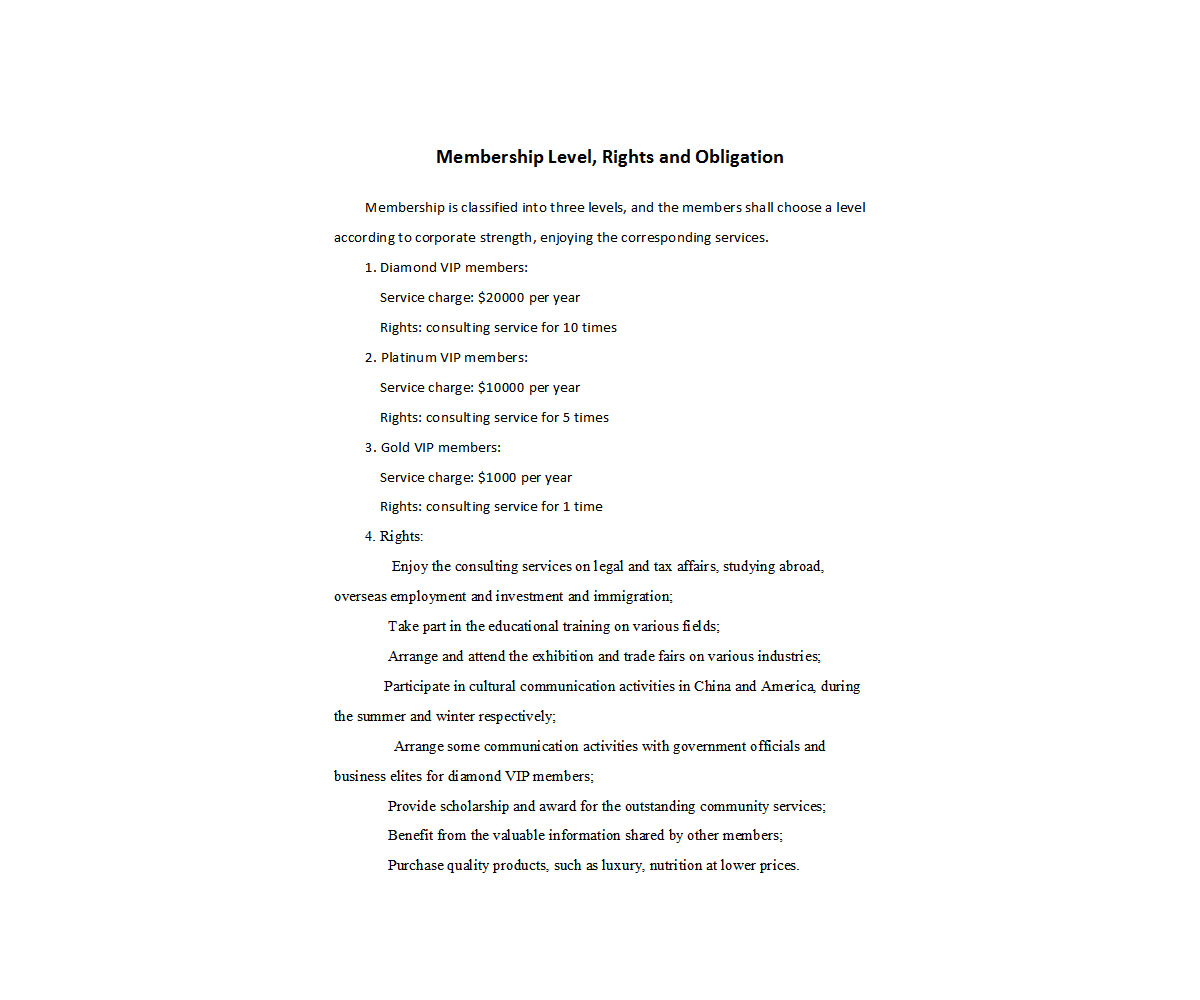 Membership Level, Rights and Obligation
Membership is classified into three levels, and the members shall choose a level
according to corporate strength, enjoying the corresponding services.
1. Diamond VIP members:
Service charge: $20000 per year
Rights: consulting service for 10 times
2. Platinum VIP members:
Service charge: $10000 per year
Rights: consulting service for 5 times
3. Gold VIP members:
Service charge: $1000 per year
Rights: consulting service for 1 time
4. Rights:
Enjoy the consulting services on legal and tax affairs, studying abroad,
overseas employment and investment and immigration;
Take part in the educational training on various fields;
Arrange and attend the exhibition and trade fairs on various industries;
Participate in cultural communication activities in China and America, during
the summer and winter respectively;
Arrange some communication activities with government officials and
business elites for diamond VIP members;
Provide scholarship and award for the outstanding community services;
Benefit from the valuable information shared by other members;
Purchase quality products, such as luxury, nutrition at lower prices.